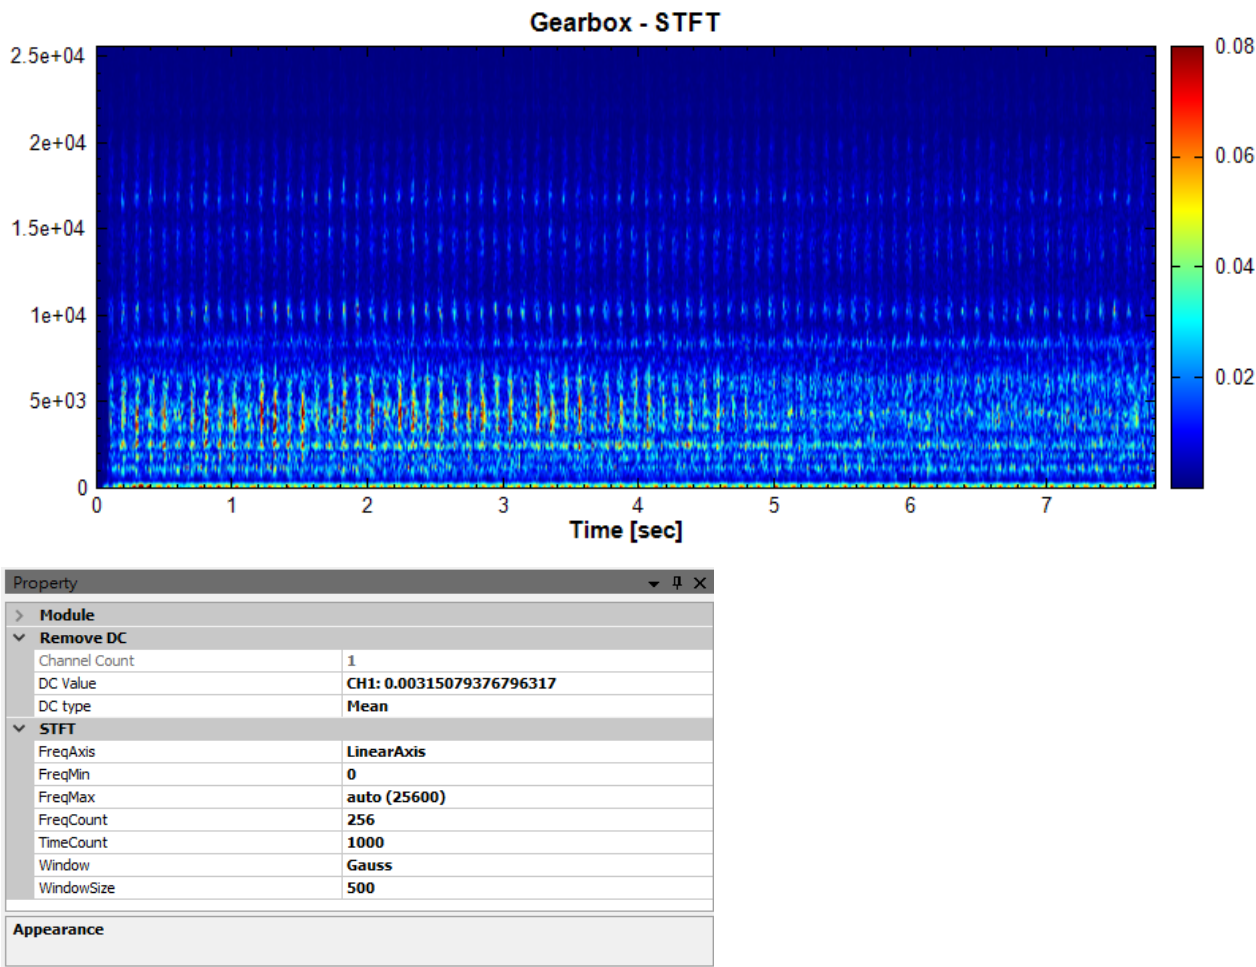 Gearbox - STFT
2.5e+04
2e+04
1.5e+04
1e+04
5e+03
0
0 1 2 3 4 5 6 7
Time [sec]
0.08
0.06
0.04
0.02
Property
Module
Remove DC
Channel Count 1
DC Value CH1: 0.00315079376796317
DC type Mean
STFT
FreqAxis LinearAxis
FreqMin 0
FreqMax auto (25600)
FreqCount 256
TimeCount 1000
Window Gauss
WindowSize 500
Appearance